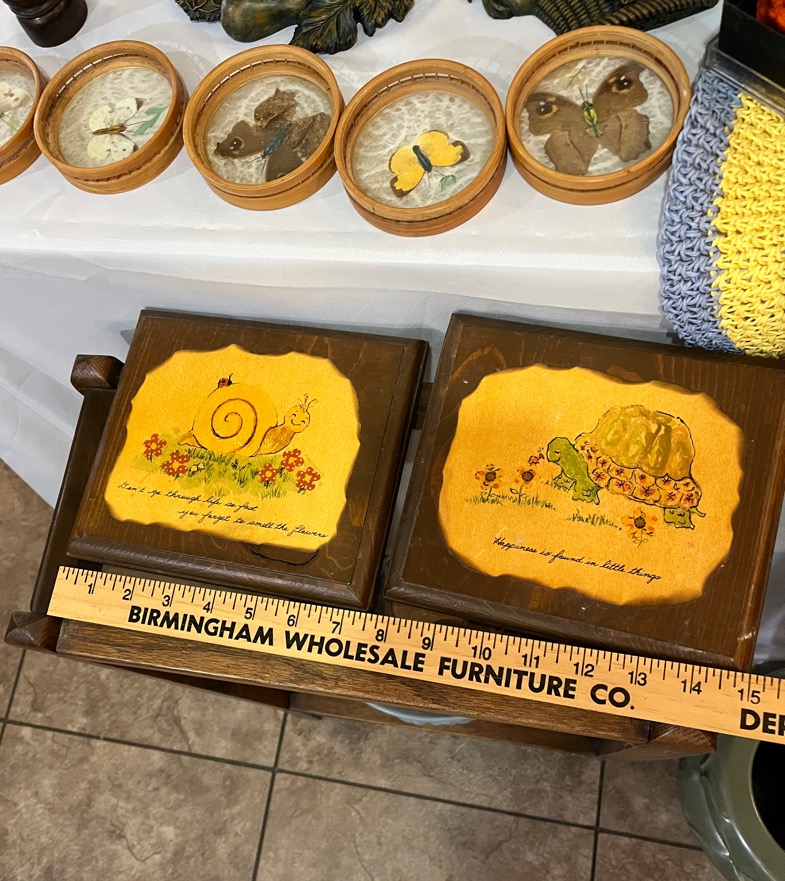 Don't go through life so fast
you forget to smell the flowers
Happiness is found in little things
1 2 3 4 5 6 7 8 9 10 11 12 13 14 15
BIRMINGHAM WHOLESALE FURNITURE CO.
DEP